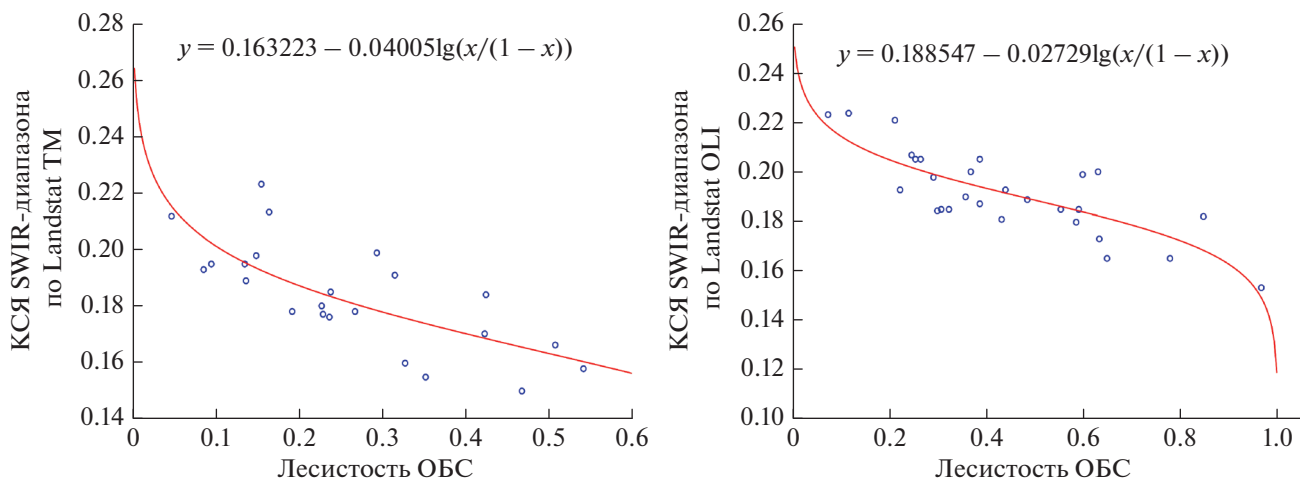 КСЯ SWIR-диапазона
по Landstat TM
0.28
0.26
0.24
0.22
0.20
0.18
0.16
0.14
y = 0.163223 – 0.04005lg(x/(1 – x))
0 0.1 0.2 0.3 0.4 0.5 0.6
Лесистость ОБС
КСЯ SWIR-диапазона
по Landstat OLI
0.26
0.24
0.22
0.20
0.18
0.16
0.14
0.12
0.10
y = 0.188547 – 0.02729lg(x/(1 – x))
0 0.2 0.4 0.6 0.8 1.0
Лесистость ОБС